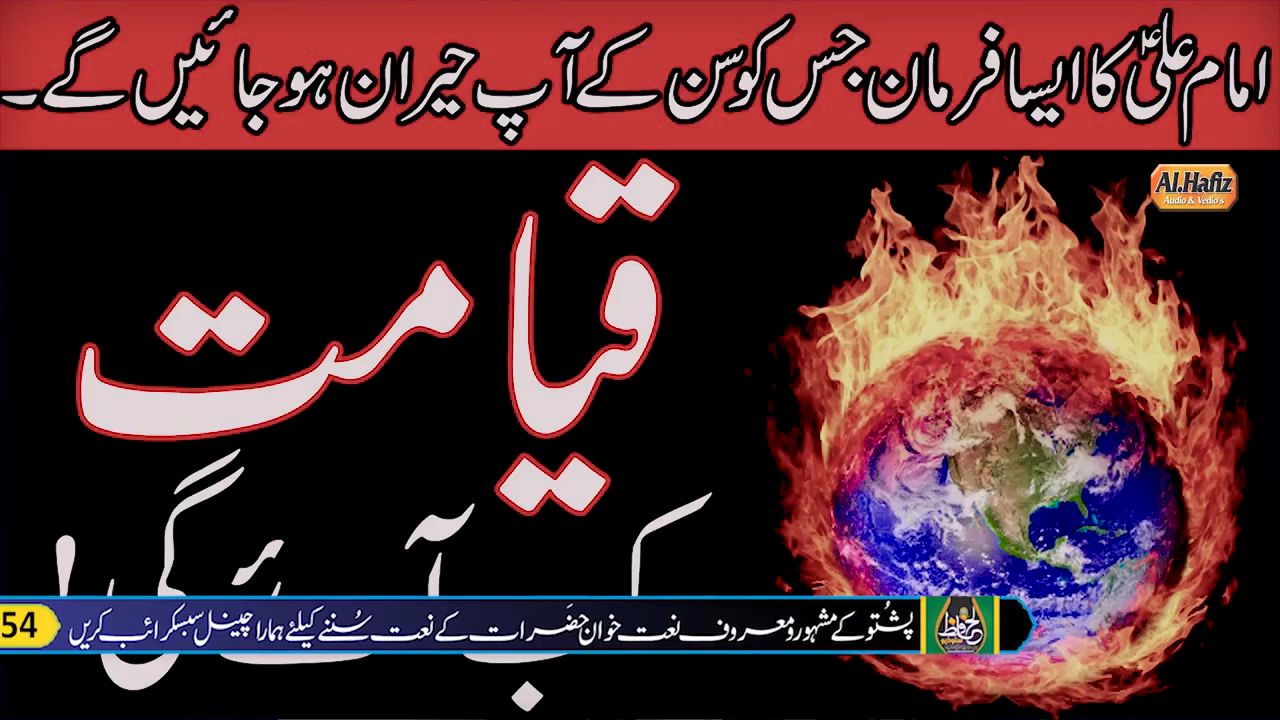 امام علیؑ کا ایسا فرمان جس کو سن کے آپ حیران ہو جائیں گے۔
Al.Hafiz
Audio & Vedio's
قیامت
کب آئے گی!
پشتو کے مشہور و معروف نعت خوان حضرات کے نعت سُننے کیلئے ہمارا چینل سبسکرائب کریں
54